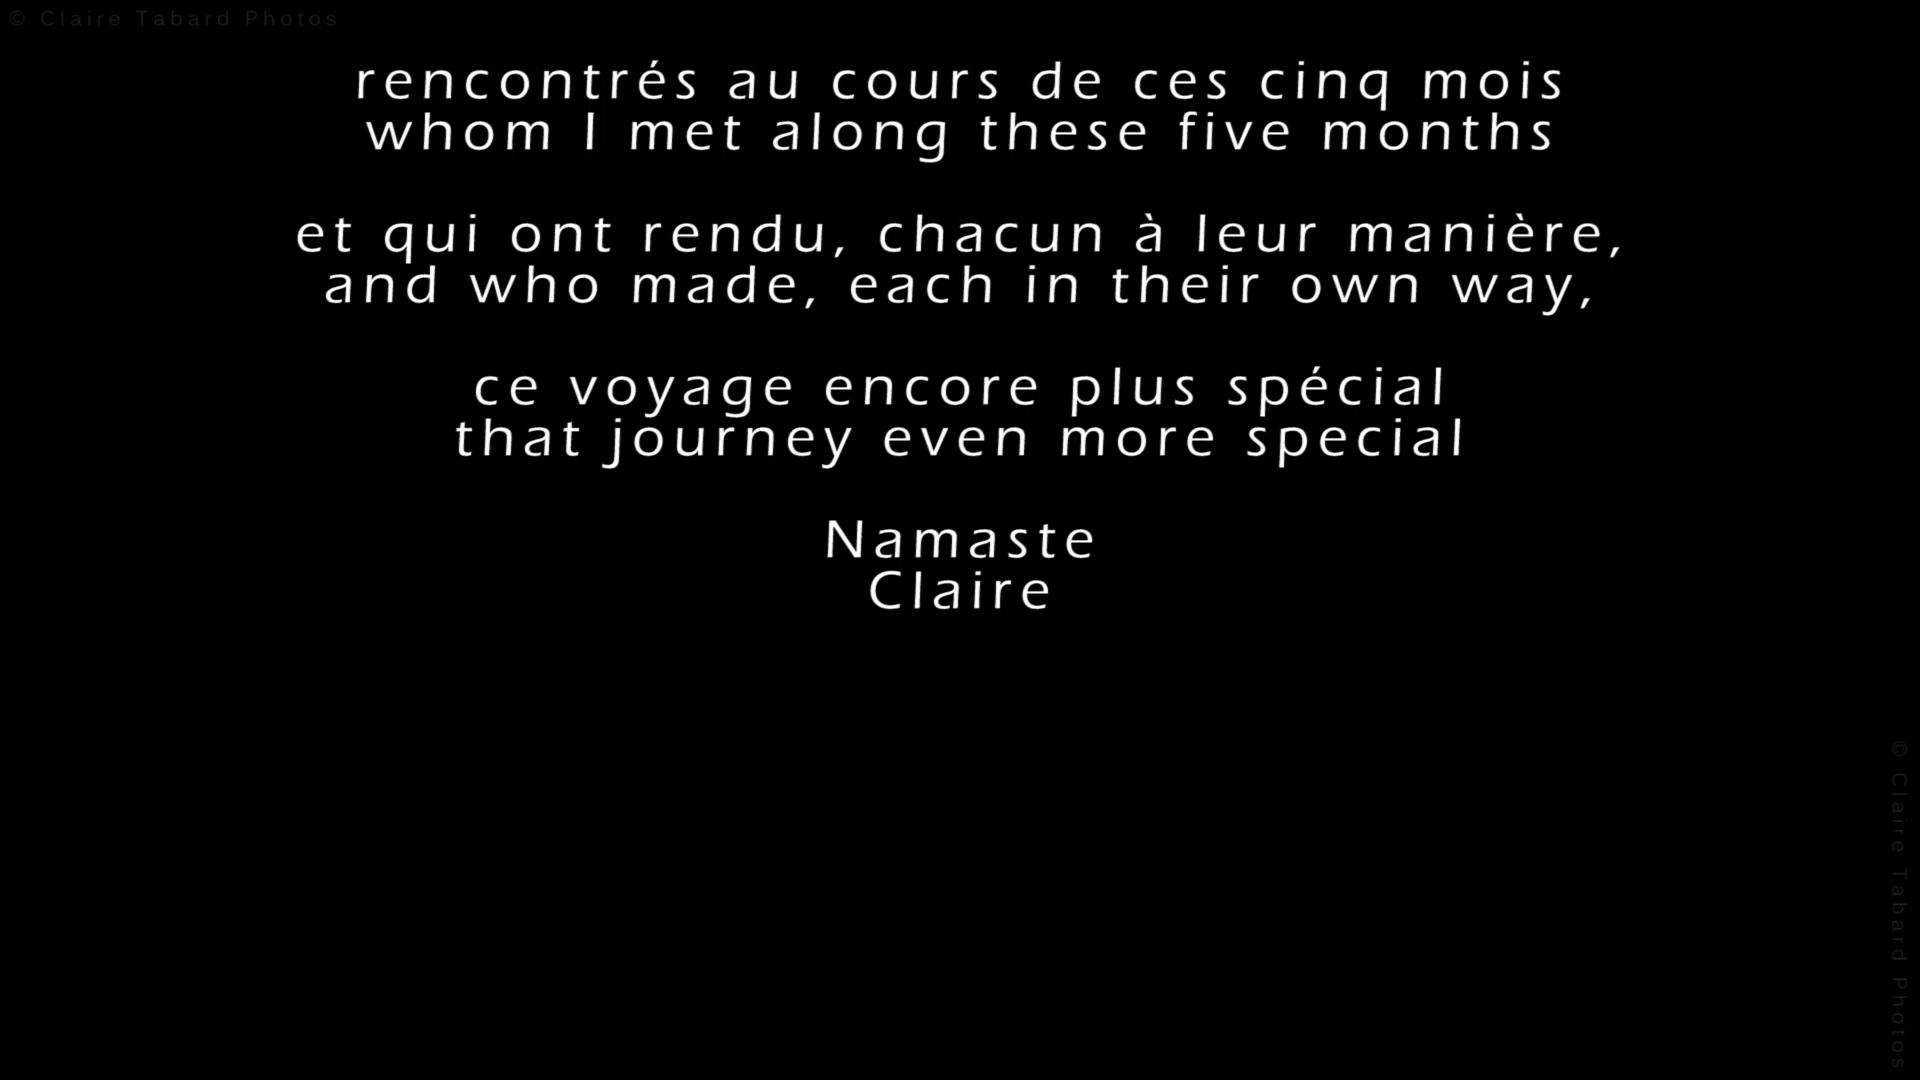 © Claire Tabard Photos
rencontrés au cours de ces cinq mois
whom I met along these five months
et qui ont rendu, chacun à leur manière,
and who made, each in their own way,
ce voyage encore plus spécial
that journey even more special
Namaste
Claire
© Claire Tabard Photos